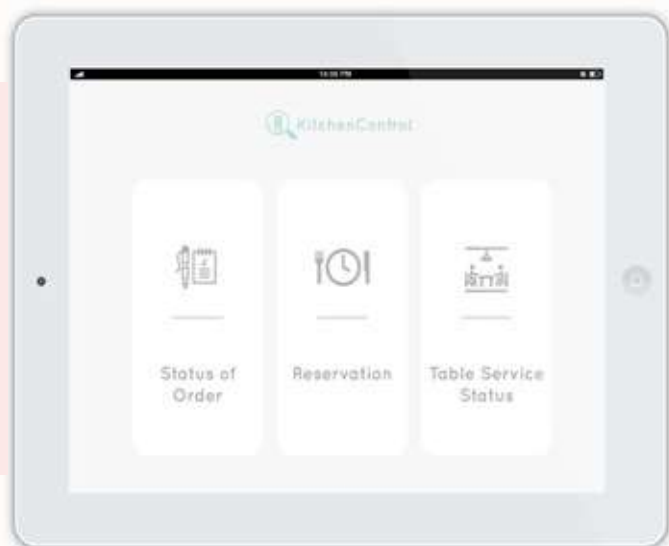 KitchenControl
Status of
Order
Reservation
Table Service
Status